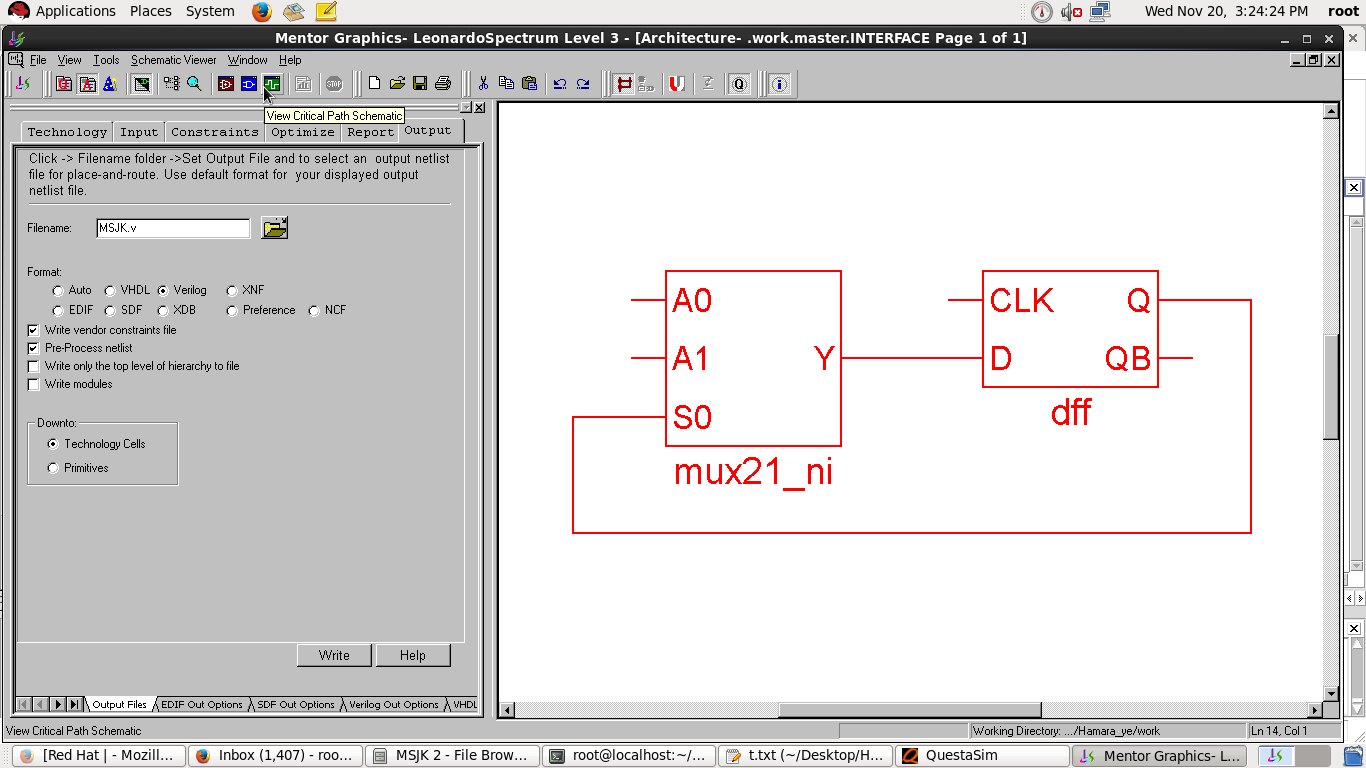 Applications Places System Wed Nov 20, 3:24:24 PM root
Mentor Graphics- LeonardoSpectrum Level 3 - [Architecture- .work.master.INTERFACE Page 1 of 1]
File View Tools Schematic Viewer Window Help
STOP Q i
View Critical Path Schematic
Technology Input Constraints Optimize Report Output
Click -> Filename folder ->Set Output File and to select an output netlist
file for place-and-route. Use default format for your displayed output
netlist file.
Filename: MSJK.v
Format:
Auto VHDL Verilog XNF
EDIF SDF XDB Preference NCF
Write vendor constraints file
Pre-Process netlist
Write only the top level of hierarchy to file
Write modules
Downto:
Technology Cells
Primitives
Write Help
Output Files EDIF Out Options SDF Out Options Verilog Out Options VHDL
A0
A1 Y
S0
mux21_ni
CLK Q
D QB
dff
View Critical Path Schematic Working Directory: .../Hamara_ye/work Ln 14, Col 1
[Red Hat | - Mozill... Inbox (1,407) - roo... MSJK 2 - File Brow... root@localhost:~/... t.txt (~/Desktop/H... QuestaSim Mentor Graphics- L...